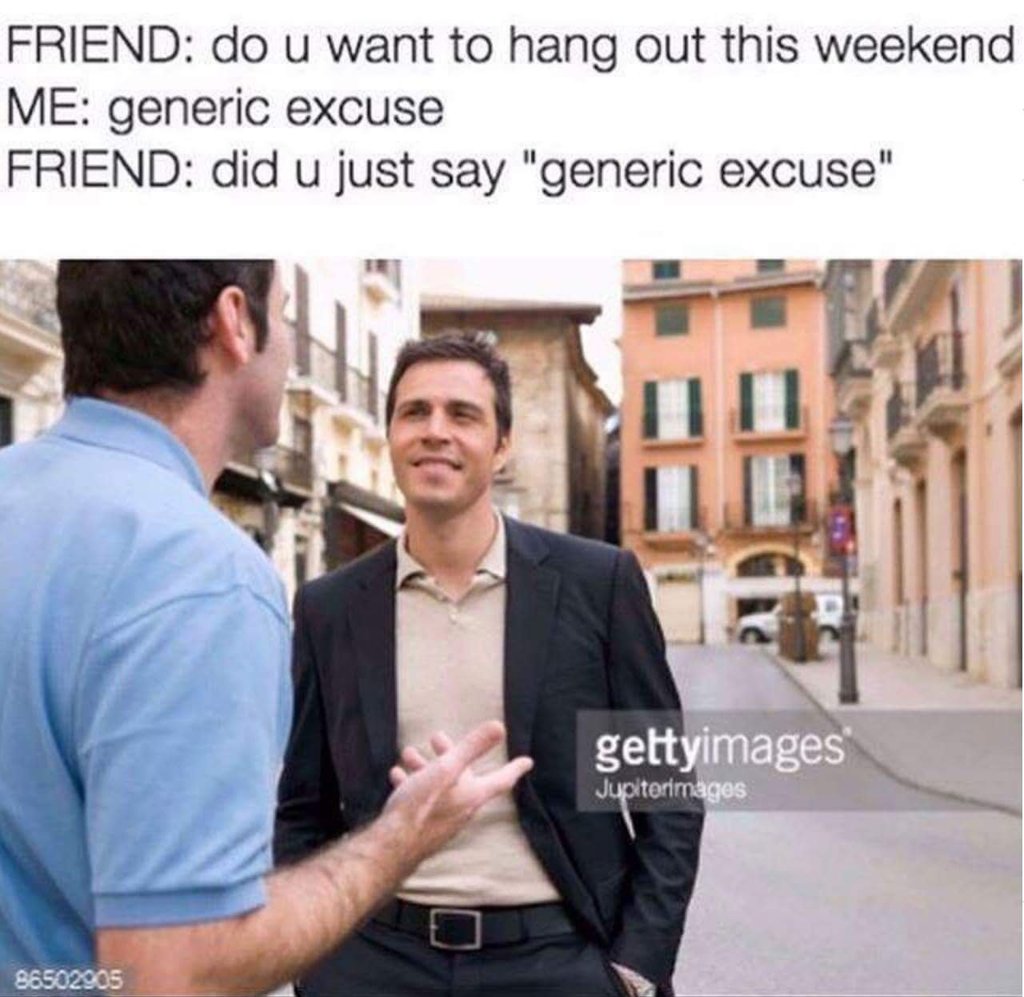 FRIEND: do u want to hang out this weekend
ME: generic excuse
FRIEND: did u just say "generic excuse"
gettyimages®
JupiterImages
86502905